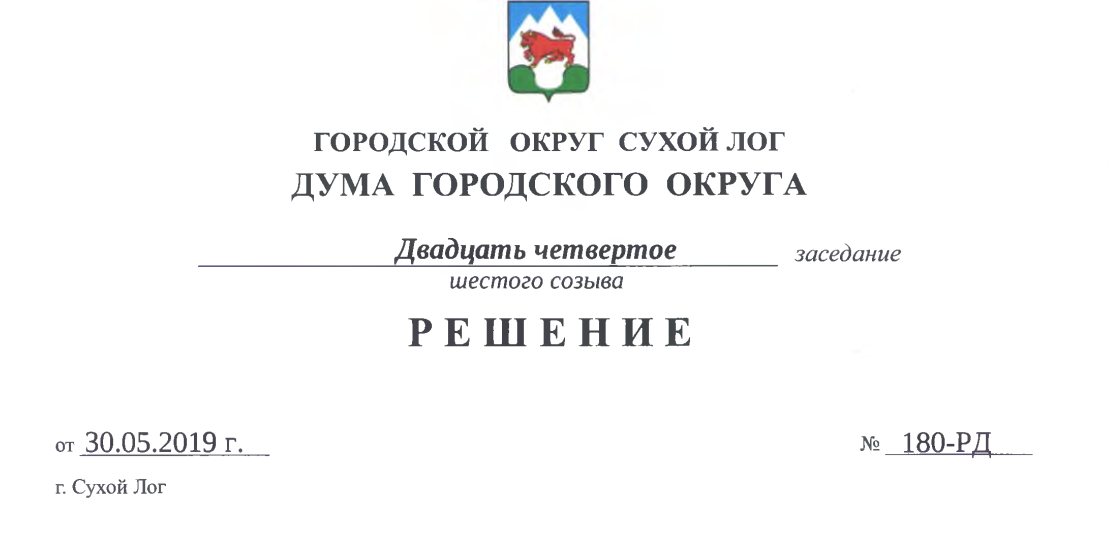 ГОРОДСКОЙ ОКРУГ СУХОЙ ЛОГ
ДУМА ГОРОДСКОГО ОКРУГА
Двадцать четвертое заседание
шестого созыва
РЕШЕНИЕ
от 30.05.2019 г. № 180-РД
г. Сухой Лог